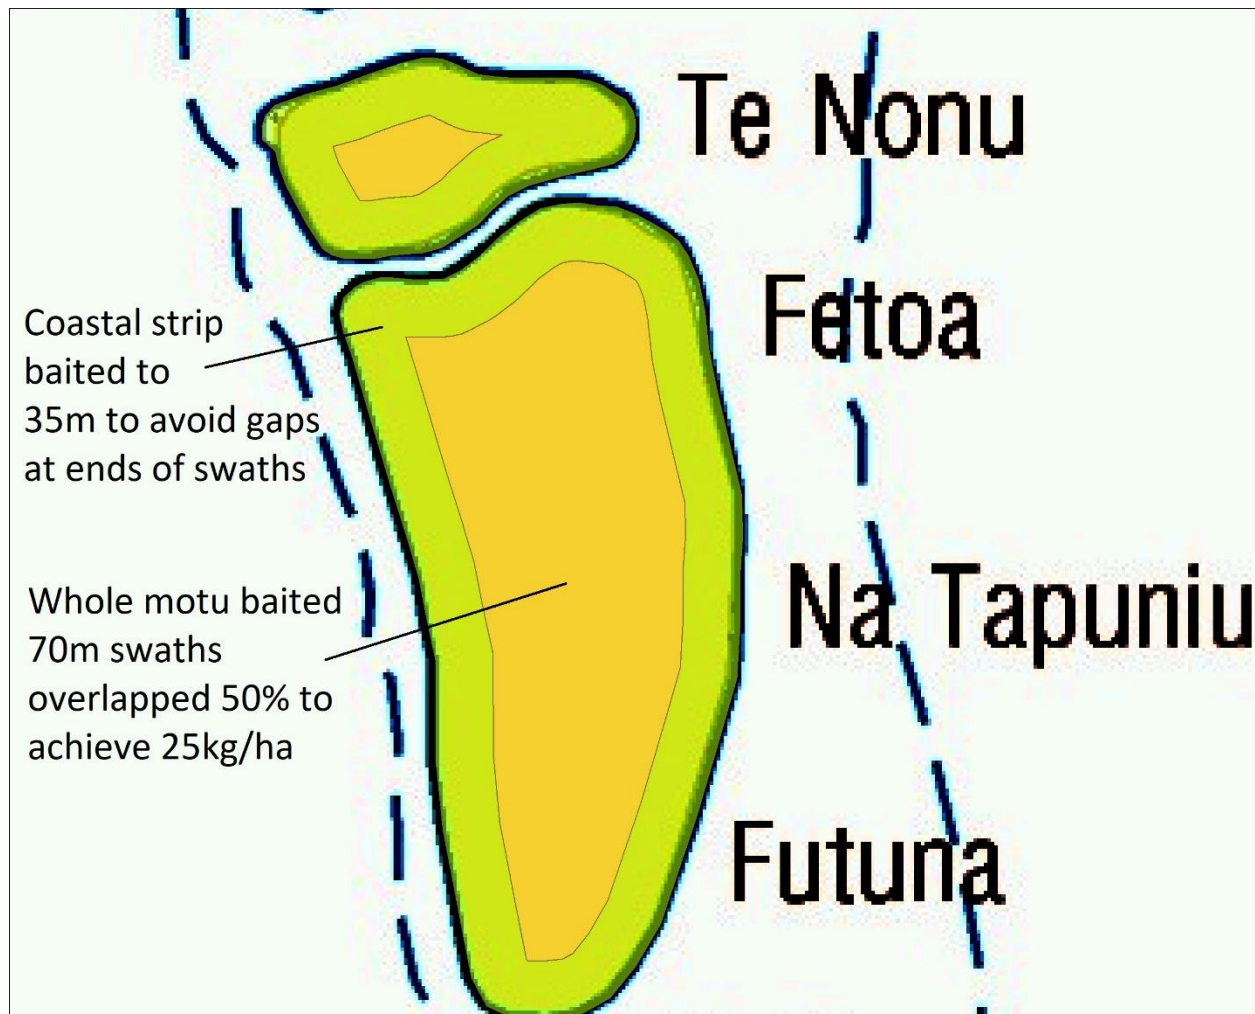 Te Nonu
Fetoa
Coastal strip
baited to
35m to avoid gaps
at ends of swaths
Na Tapuniu
Whole motu baited
70m swaths
overlapped 50% to
achieve 25kg/ha
Futuna